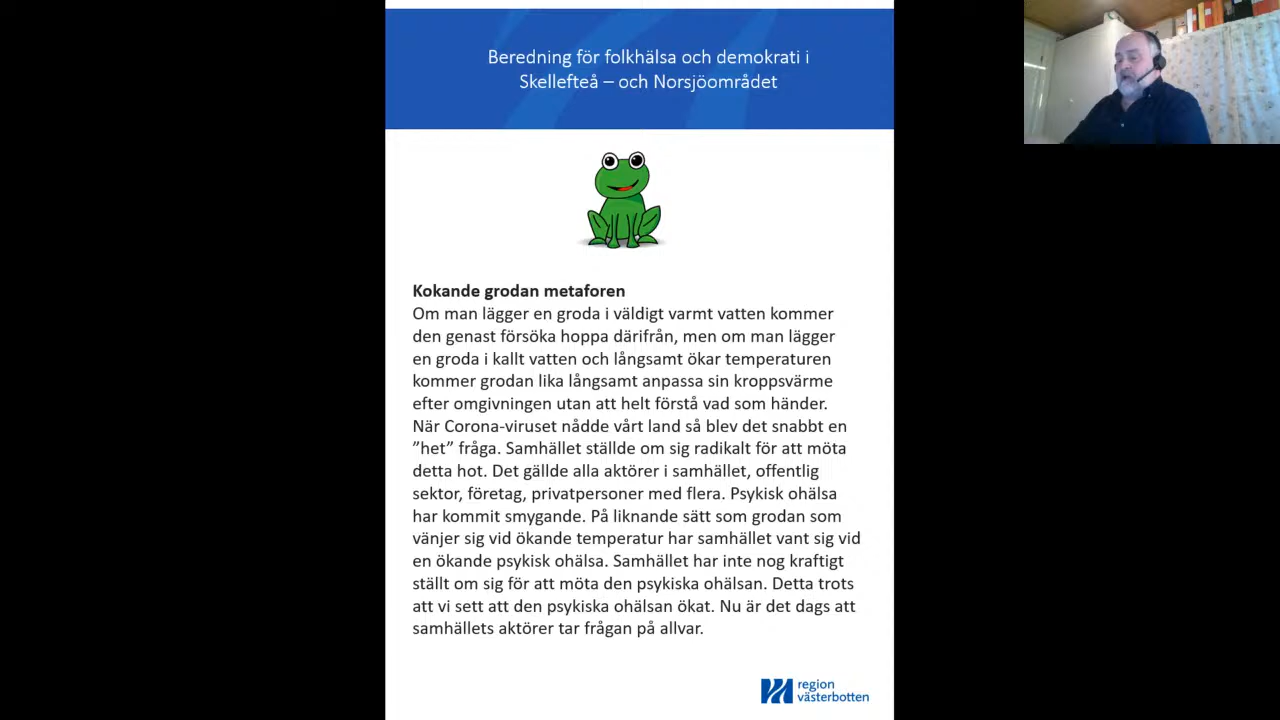 Beredning för folkhälsa och demokrati i
Skellefteå – och Norsjöområdet
Kokande grodan metaforen
Om man lägger en groda i väldigt varmt vatten kommer
den genast försöka hoppa därifrån, men om man lägger
en groda i kallt vatten och långsamt ökar temperaturen
kommer grodan lika långsamt anpassa sin kroppsvärme
efter omgivningen utan att helt förstå vad som händer.
När Corona-viruset nådde vårt land så blev det snabbt en
”het” fråga. Samhället ställde om sig radikalt för att möta
detta hot. Det gällde alla aktörer i samhället, offentlig
sektor, företag, privatpersoner med flera. Psykisk ohälsa
har kommit smygande. På liknande sätt som grodan som
vänjer sig vid ökande temperatur har samhället vant sig vid
en ökande psykisk ohälsa. Samhället har inte nog kraftigt
ställt om sig för att möta den psykiska ohälsan. Detta trots
att vi sett att den psykiska ohälsan ökat. Nu är det dags att
samhällets aktörer tar frågan på allvar.
region
västerbotten